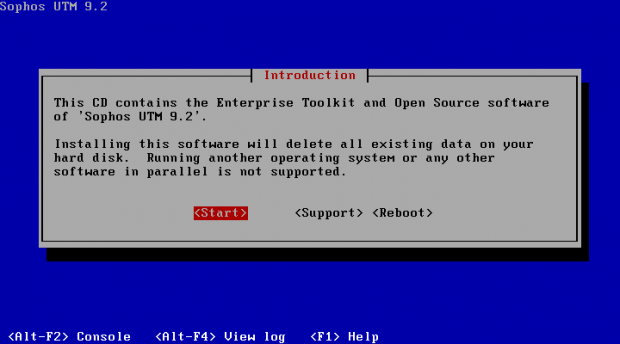 Sophos UTM 9.2
Introduction
This CD contains the Enterprise Toolkit and Open Source software
of 'Sophos UTM 9.2'.
Installing this software will delete all existing data on your
hard disk.  Running another operating system or any other
software in parallel is not supported.
<Start> <Support> <Reboot>
<Alt-F2> Console <Alt-F4> View log <F1> Help